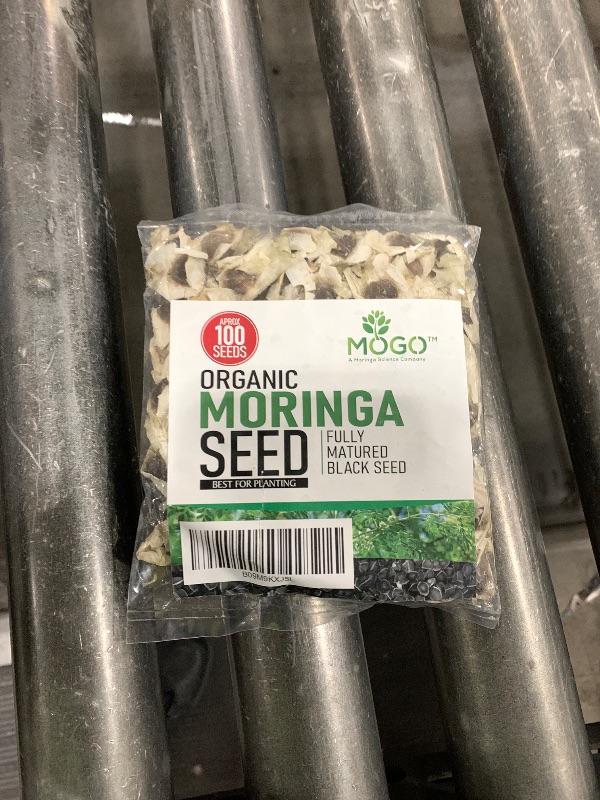 APROX
100
SEEDS
MOGO™
A Moringa Science Company
ORGANIC
MORINGA
SEED
FULLY
MATURED
BLACK SEED
BEST FOR PLANTING